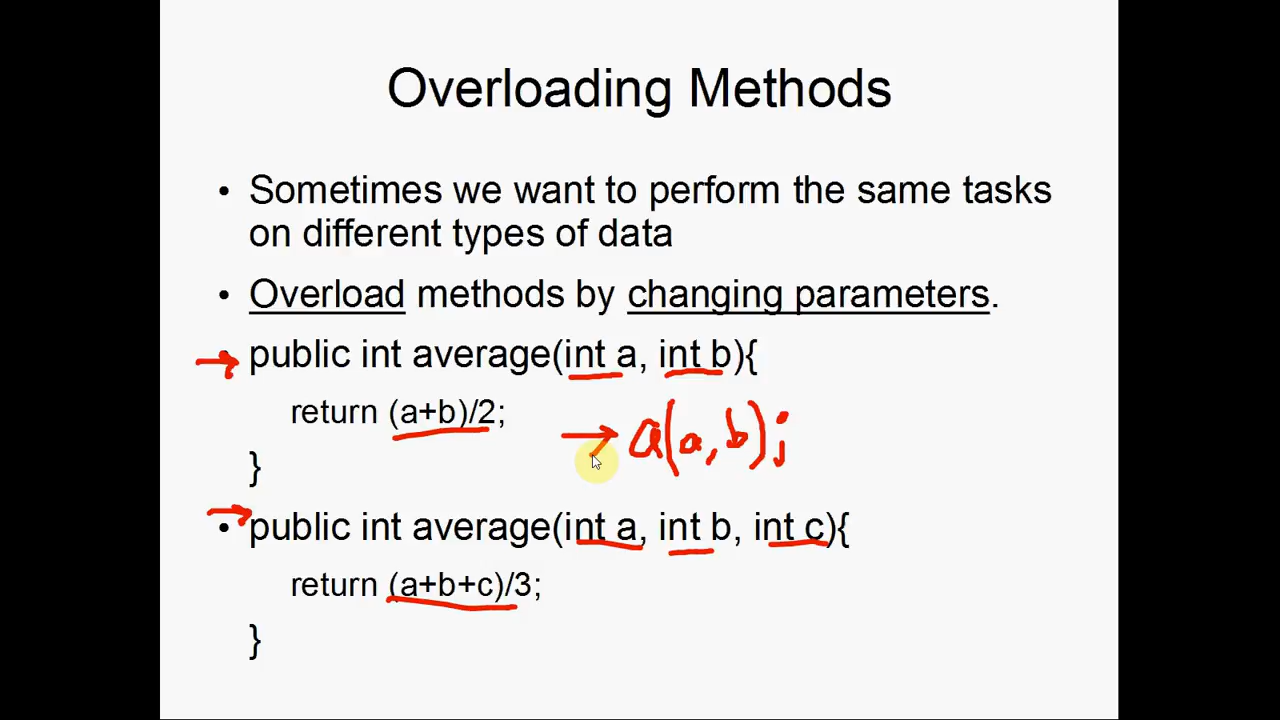 Overloading Methods
• Sometimes we want to perform the same tasks
on different types of data
• Overload methods by changing parameters.
public int average(int a, int b){
return (a+b)/2;
a(a,b);
}
• public int average(int a, int b, int c){
return (a+b+c)/3;
}